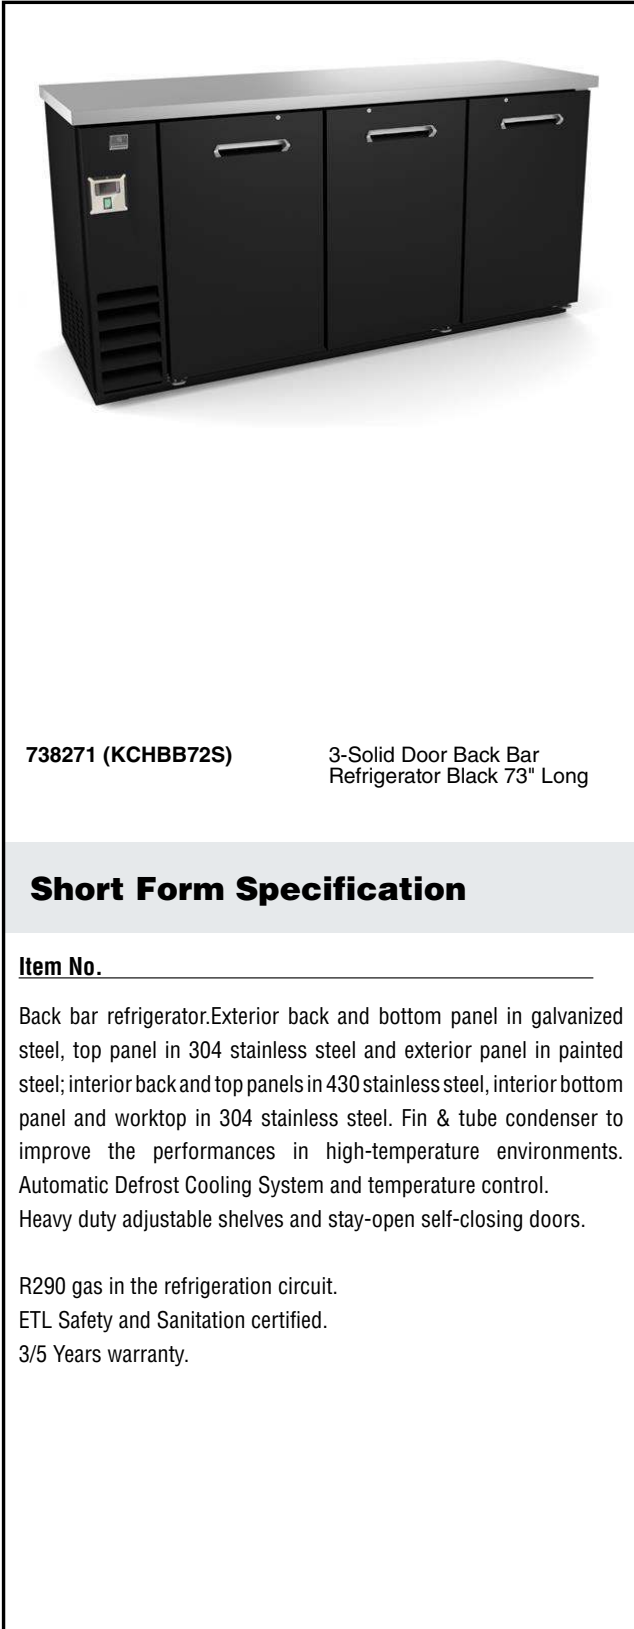 738271 (KCHBB72S)
3-Solid Door Back Bar
Refrigerator Black 73" Long
Short Form Specification
Item No.
Back bar refrigerator.Exterior back and bottom panel in galvanized
steel, top panel in 304 stainless steel and exterior panel in painted
steel; interior back and top panels in 430 stainless steel, interior bottom
panel and worktop in 304 stainless steel. Fin & tube condenser to
improve the performances in high-temperature environments.
Automatic Defrost Cooling System and temperature control.
Heavy duty adjustable shelves and stay-open self-closing doors.
R290 gas in the refrigeration circuit.
ETL Safety and Sanitation certified.
3/5 Years warranty.